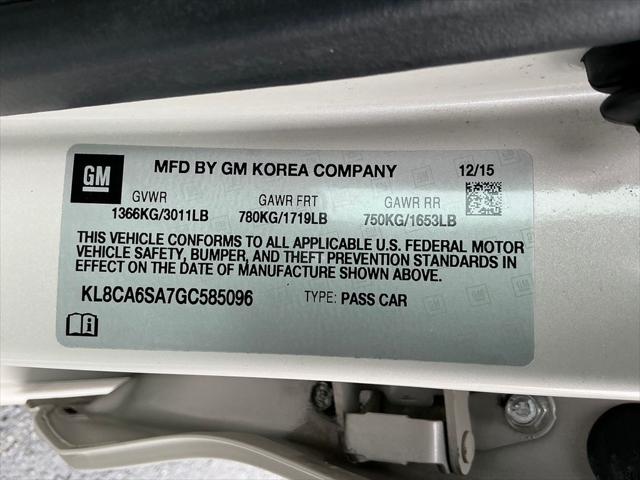 GM
MFD BY GM KOREA COMPANY 12/15
GVWR GAWR FRT GAWR RR
1366KG/3011LB 780KG/1719LB 750KG/1653LB
THIS VEHICLE CONFORMS TO ALL APPLICABLE U.S. FEDERAL MOTOR
VEHICLE SAFETY, BUMPER, AND THEFT PREVENTION STANDARDS IN
EFFECT ON THE DATE OF MANUFACTURE SHOWN ABOVE.
KL8CA6SA7GC585096 TYPE: PASS CAR